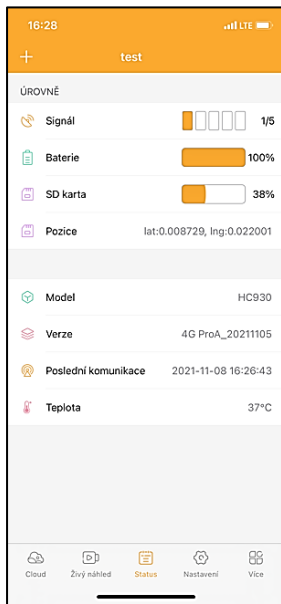 16:28 LTE
+ test
ÚROVNĚ
Signál 1/5
Baterie 100%
SD karta 38%
Pozice lat:0.008729, lng:0.022001
Model HC930
Verze 4G ProA_20211105
Poslední komunikace 2021-11-08 16:26:43
Teplota 37°C
Cloud Živý náhled Status Nastavení Více